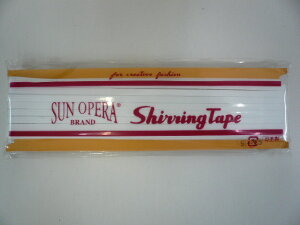 for creative fashion
SUN OPERA®
BRAND
Shirring Tape